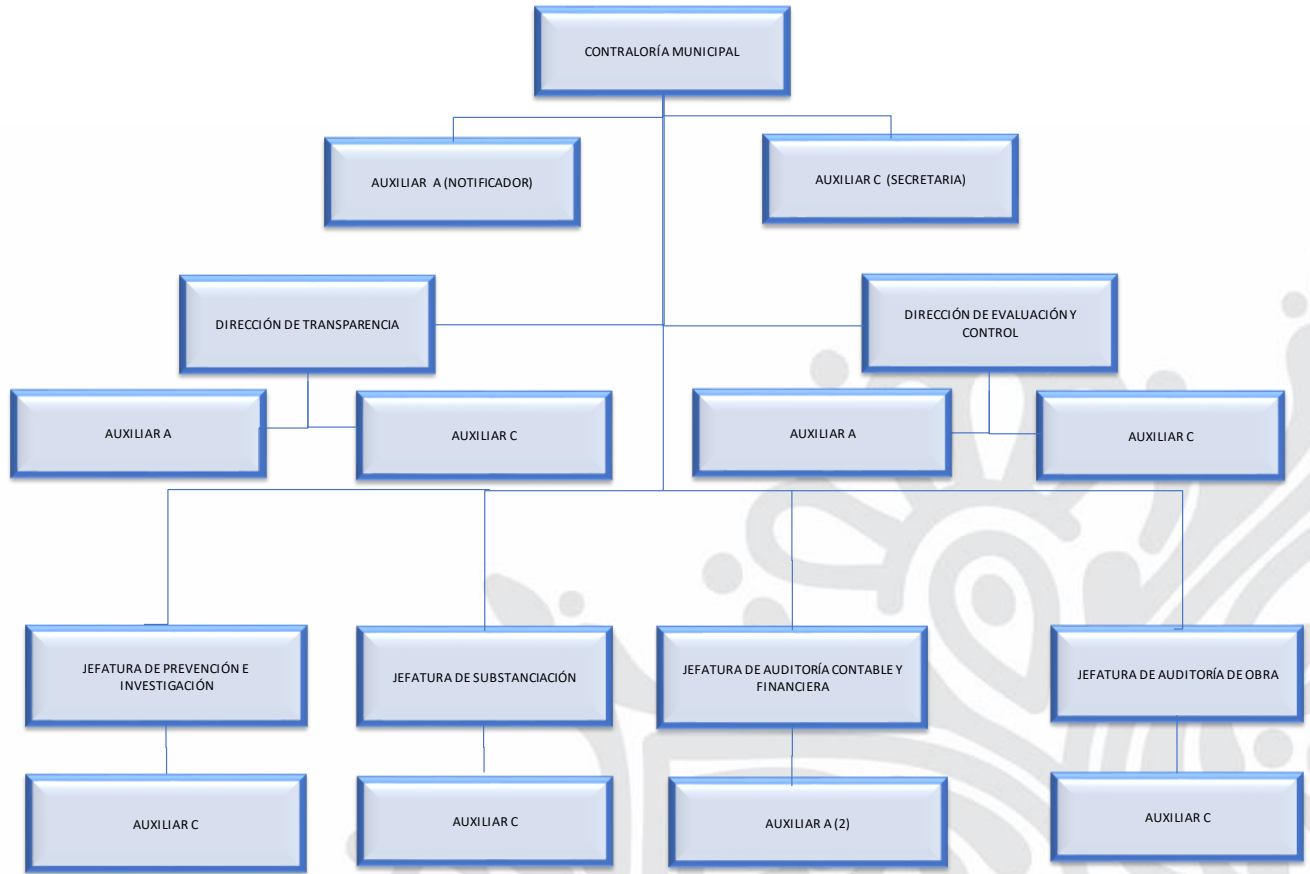 CONTRALORÍA MUNICIPAL
AUXILIAR A (NOTIFICADOR)
AUXILIAR C (SECRETARIA)
DIRECCIÓN DE TRANSPARENCIA
DIRECCIÓN DE EVALUACIÓN Y
CONTROL
AUXILIAR A
AUXILIAR C
AUXILIAR A
AUXILIAR C
JEFATURA DE PREVENCIÓN E
INVESTIGACIÓN
JEFATURA DE SUBSTANCIACIÓN
JEFATURA DE AUDITORÍA CONTABLE Y
FINANCIERA
JEFATURA DE AUDITORÍA DE OBRA
AUXILIAR C
AUXILIAR C
AUXILIAR A (2)
AUXILIAR C